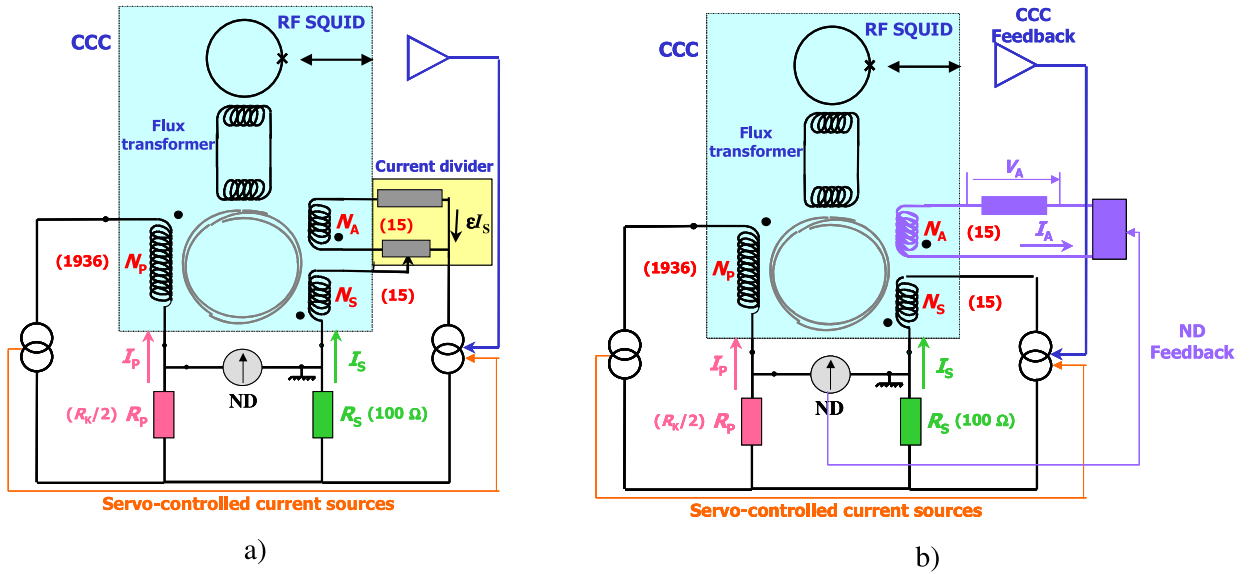 RF SQUID
CCC
Flux
transformer
Current divider
N_A (15)
εI_S
(1936) N_P
N_S (15)
I_P
I_S
ND
(R_K/2) R_P
R_S (100 Ω)
Servo-controlled current sources
a)
RF SQUID
CCC
Feedback
CCC
Flux
transformer
V_A
N_A (15)
I_A
(1936) N_P
N_S (15)
ND
Feedback
I_P
I_S
ND
(R_K/2) R_P
R_S (100 Ω)
Servo-controlled current sources
b)